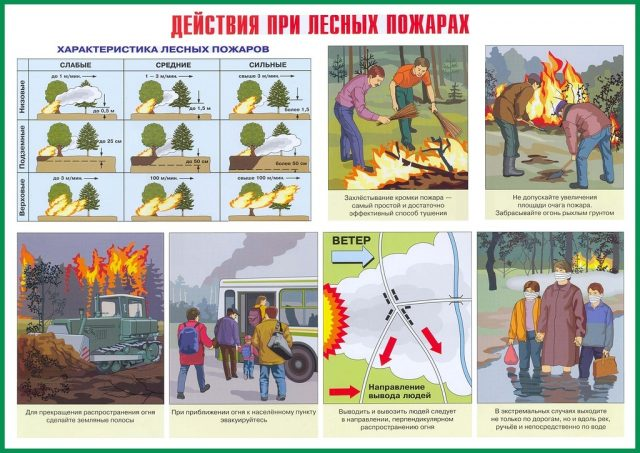 ДЕЙСТВИЯ ПРИ ЛЕСНЫХ ПОЖАРАХ
ХАРАКТЕРИСТИКА ЛЕСНЫХ ПОЖАРОВ
СЛАБЫЕ СРЕДНИЕ СИЛЬНЫЕ
Низовые
до 1 м/мин. 1 – 3 м/мин. свыше 3 м/мин.
до 0,5 м до 1,5 м более 1,5
Подземные
до 25 см до 50 см более 50 см
Верховые
до 3 м/мин. 100 м/мин. свыше 100 м/мин.
Захлёстывание кромки пожара —
самый простой и достаточно
эффективный способ тушения
Не допускайте увеличения
площади очага пожара.
Забрасывайте огонь рыхлым грунтом
Для прекращения распространения огня
сделайте земляные полосы
При приближении огня к населённому пункту
эвакуируйтесь
ВЕТЕР
Направление
вывода людей
Выводить и вывозить людей следует
в направлении, перпендикулярном
распространению огня
В экстремальных случаях выходите
не только по дорогам, но и вдоль рек,
ручьёв и непосредственно по воде